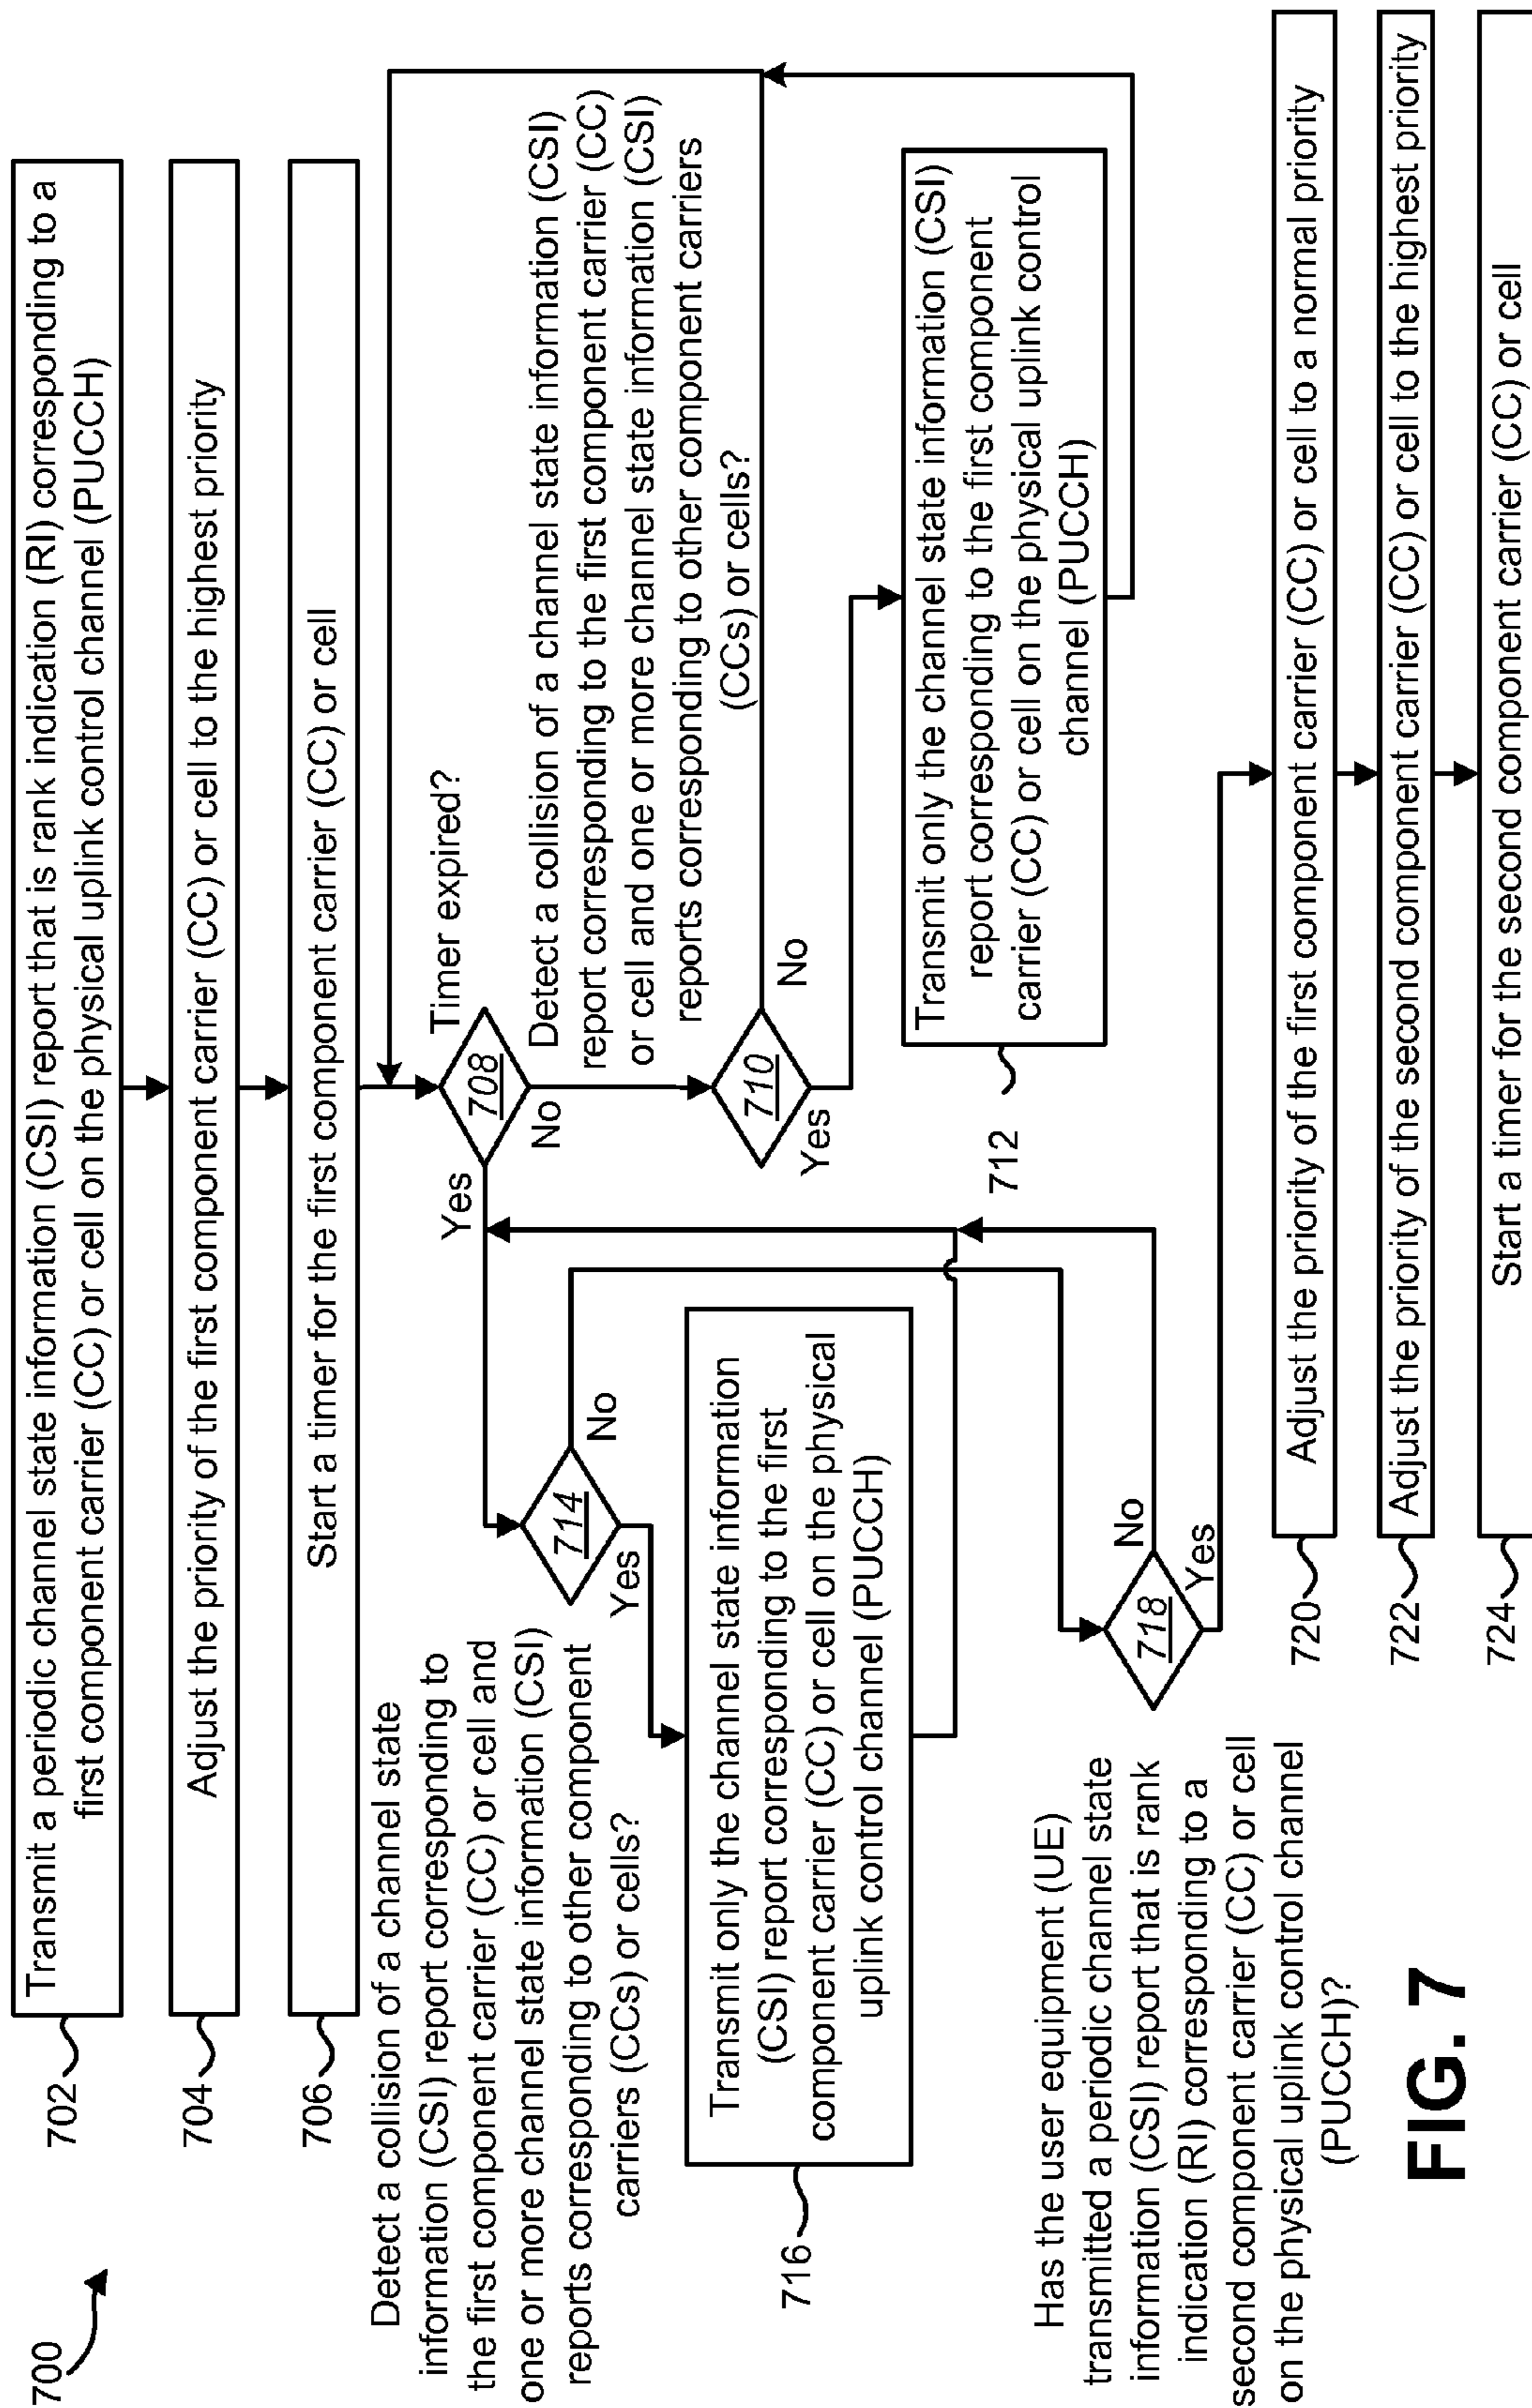 700
702
Transmit a periodic channel state information (CSI) report that is rank indication (RI) corresponding to a
first component carrier (CC) or cell on the physical uplink control channel (PUCCH)
704
Adjust the priority of the first component carrier (CC) or cell to the highest priority
706
Start a timer for the first component carrier (CC) or cell
708
Timer expired?
Yes
No
710
Detect a collision of a channel state information (CSI)
report corresponding to the first component carrier (CC)
or cell and one or more channel state information (CSI)
reports corresponding to other component carriers
(CCs) or cells?
No
Yes
712
Transmit only the channel state information (CSI)
report corresponding to the first component
carrier (CC) or cell on the physical uplink control
channel (PUCCH)
Detect a collision of a channel state
information (CSI) report corresponding to
the first component carrier (CC) or cell and
one or more channel state information (CSI)
reports corresponding to other component
carriers (CCs) or cells?
714
No
Yes
716
Transmit only the channel state information
(CSI) report corresponding to the first
component carrier (CC) or cell on the physical
uplink control channel (PUCCH)
Has the user equipment (UE)
transmitted a periodic channel state
information (CSI) report that is rank
indication (RI) corresponding to a
second component carrier (CC) or cell
on the physical uplink control channel
(PUCCH)?
718
No
Yes
720
Adjust the priority of the first component carrier (CC) or cell to a normal priority
722
Adjust the priority of the second component carrier (CC) or cell to the highest priority
724
Start a timer for the second component carrier (CC) or cell
FIG. 7